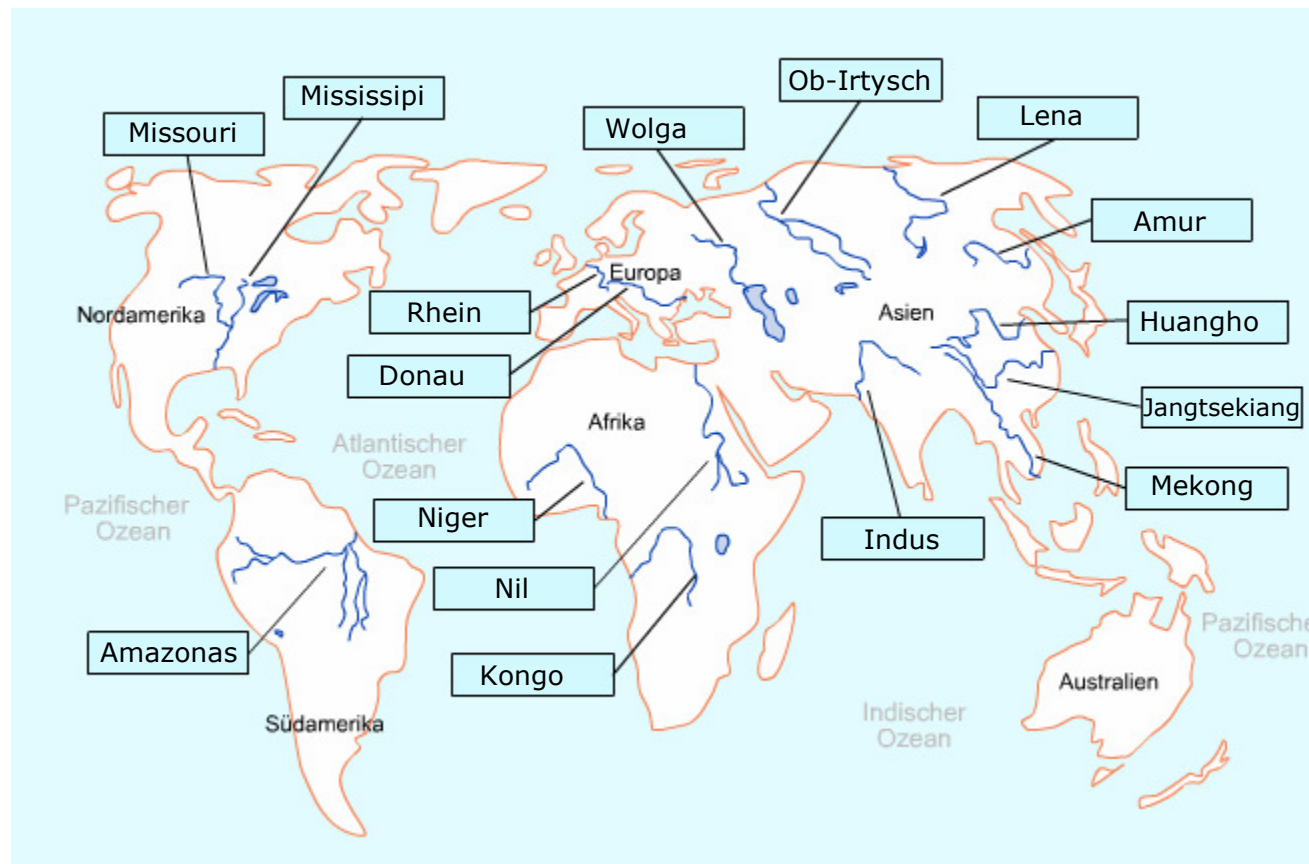 Ob-Irtysch
Mississipi
Lena
Missouri
Wolga
Amur
Europa
Asien
Nordamerika
Rhein
Huangho
Donau
Jangtsekiang
Afrika
Atlantischer
Ozean
Mekong
Pazifischer
Ozean
Niger
Indus
Nil
Pazifische
Ozean
Amazonas
Kongo
Australien
Indischer
Ozean
Südamerika